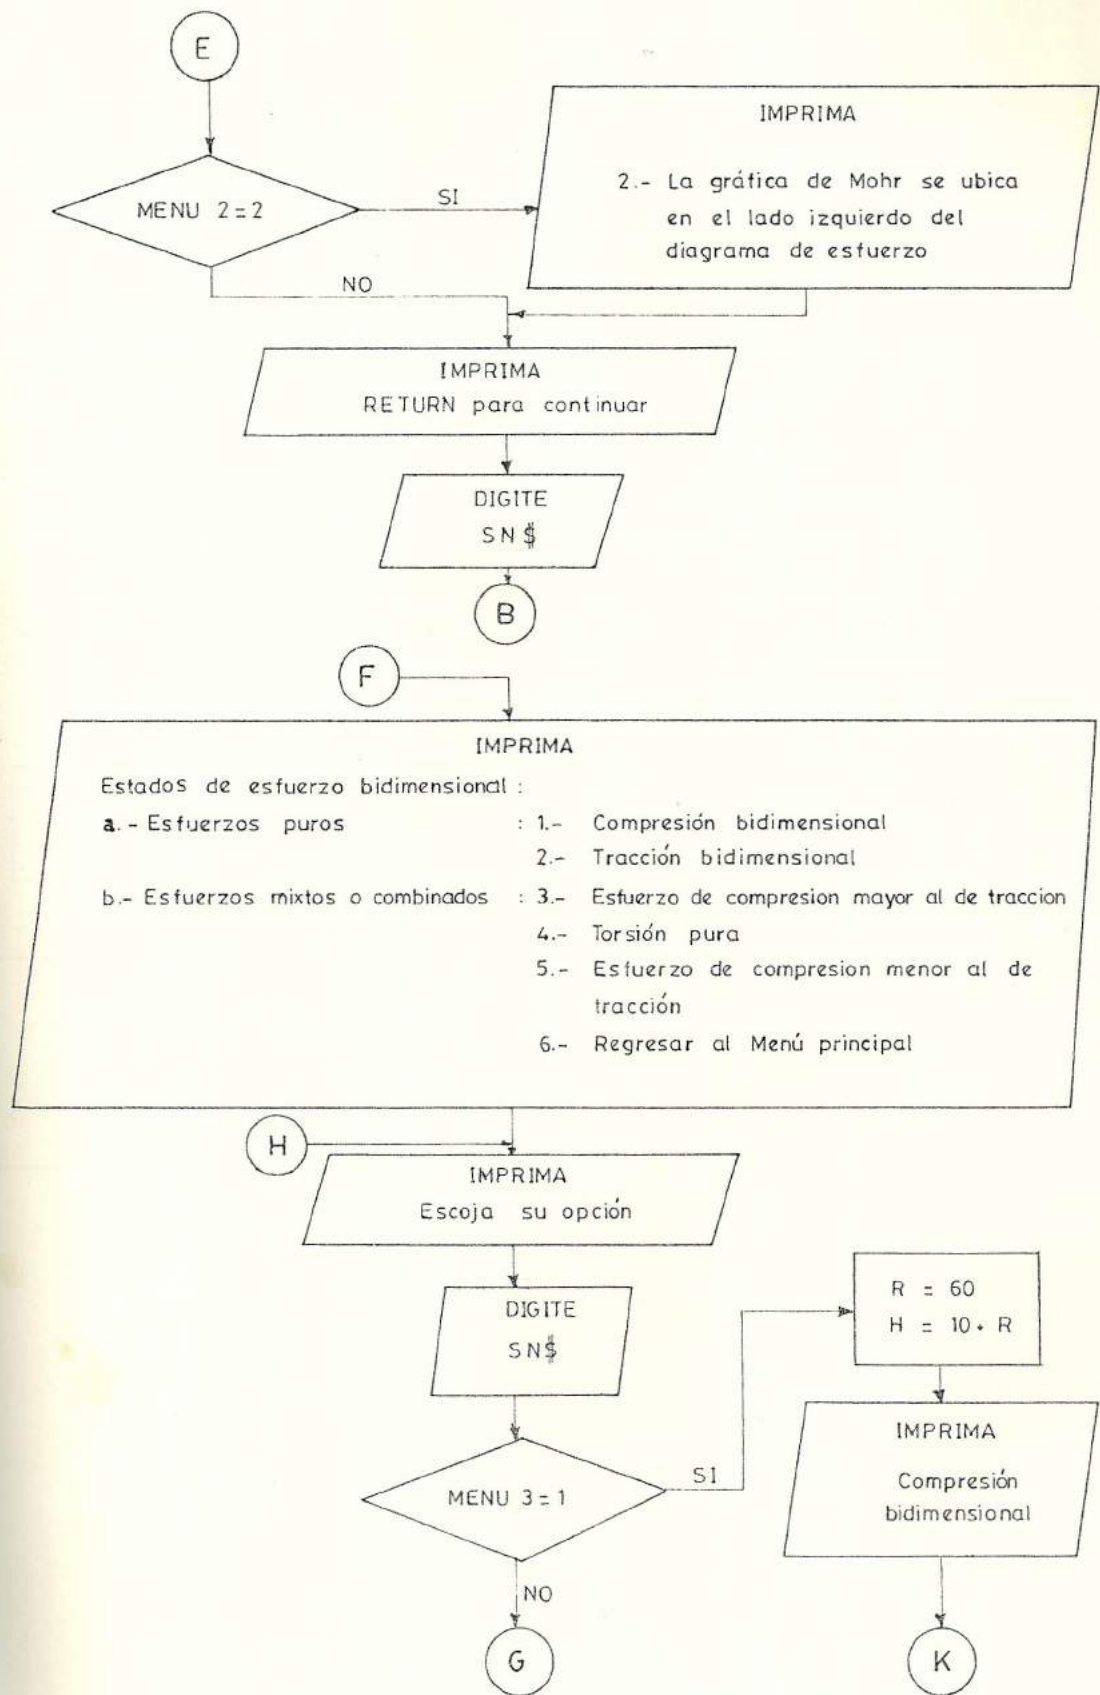 E
MENU 2 = 2
SI
NO
IMPRIMA
2.- La gráfica de Mohr se ubica
en el lado izquierdo del
diagrama de esfuerzo
IMPRIMA
RETURN para continuar
DIGITE
SN$
B
F
IMPRIMA
Estados de esfuerzo bidimensional :
a.- Esfuerzos puros : 1.- Compresión bidimensional
2.- Tracción bidimensional
b.- Esfuerzos mixtos o combinados : 3.- Esfuerzo de compresion mayor al de traccion
4.- Torsión pura
5.- Esfuerzo de compresion menor al de
tracción
6.- Regresar al Menú principal
H
IMPRIMA
Escoja su opción
DIGITE
SN$
MENU 3 = 1
SI
NO
G
R = 60
H = 10 + R
IMPRIMA
Compresión
bidimensional
K